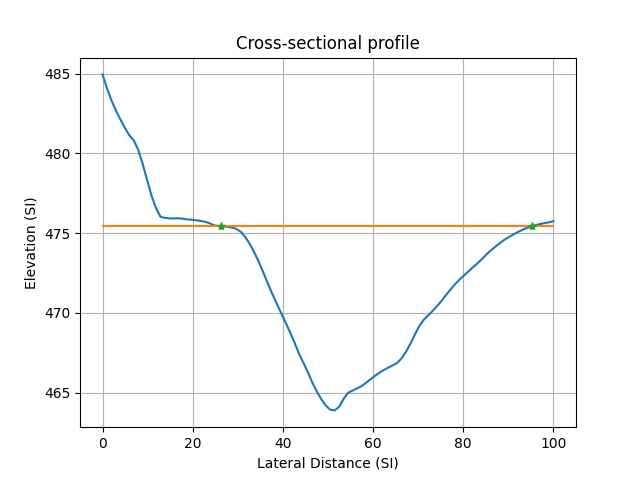 Cross-sectional profile
485
480
475
470
465
Elevation (SI)
0 20 40 60 80 100
Lateral Distance (SI)